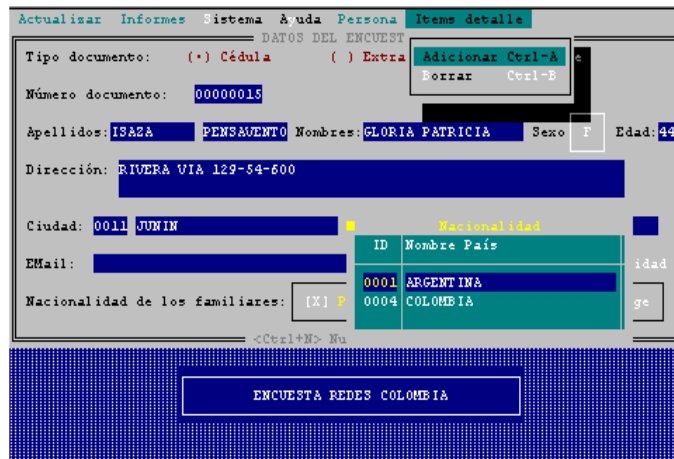 Actualizar Informes Sistema Ayuda Persona Items detalle
DATOS DEL ENCUEST
Tipo documento: (•) Cédula ( ) Extra
Adicionar Ctrl-A e
Borrar Ctrl-B
Número documento: 00000015
Apellidos: ISAZA PENSAVENTO Nombres: GLORIA PATRICIA Sexo F Edad: 44
Dirección: RIVERA VIA 129-54-600
Ciudad: 0011 JUNIN
Nacionalidad
ID Nombre País
EMail: idad
0001 ARGENTINA
Nacionalidad de los familiares: [X] P 0004 COLOMBIA ge
<Ctrl+N> Nu
ENCUESTA REDES COLOMBIA